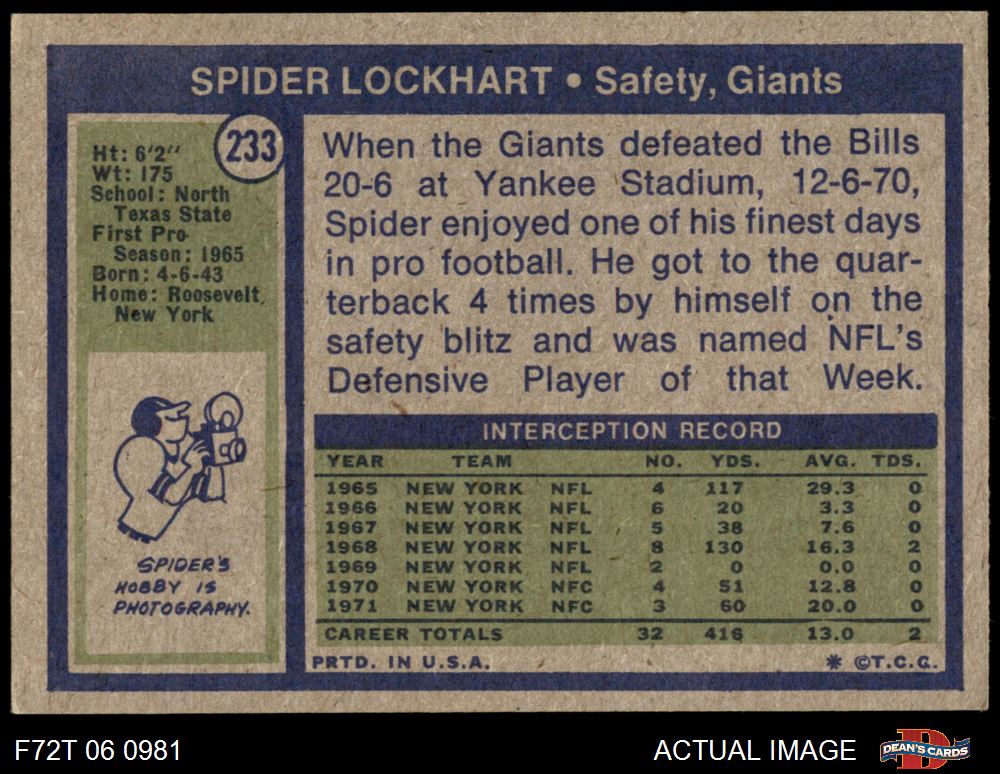 SPIDER LOCKHART • Safety, Giants
233
Ht: 6'2"
Wt: 175
School: North
Texas State
First Pro
Season: 1965
Born: 4-6-43
Home: Roosevelt,
New York
SPIDER'S
HOBBY IS
PHOTOGRAPHY.
When the Giants defeated the Bills
20-6 at Yankee Stadium, 12-6-70,
Spider enjoyed one of his finest days
in pro football. He got to the quar-
terback 4 times by himself on the
safety blitz and was named NFL's
Defensive Player of that Week.
INTERCEPTION RECORD
YEAR TEAM NO. YDS. AVG. TDS.
1965 NEW YORK NFL 4 117 29.3 0
1966 NEW YORK NFL 6 20 3.3 0
1967 NEW YORK NFL 5 38 7.6 0
1968 NEW YORK NFL 8 130 16.3 2
1969 NEW YORK NFL 2 0 0.0 0
1970 NEW YORK NFC 4 51 12.8 0
1971 NEW YORK NFC 3 60 20.0 0
CAREER TOTALS 32 416 13.0 2
PRTD. IN U.S.A. * ©T.C.G.
F72T 06 0981 ACTUAL IMAGE DEAN'S CARDS